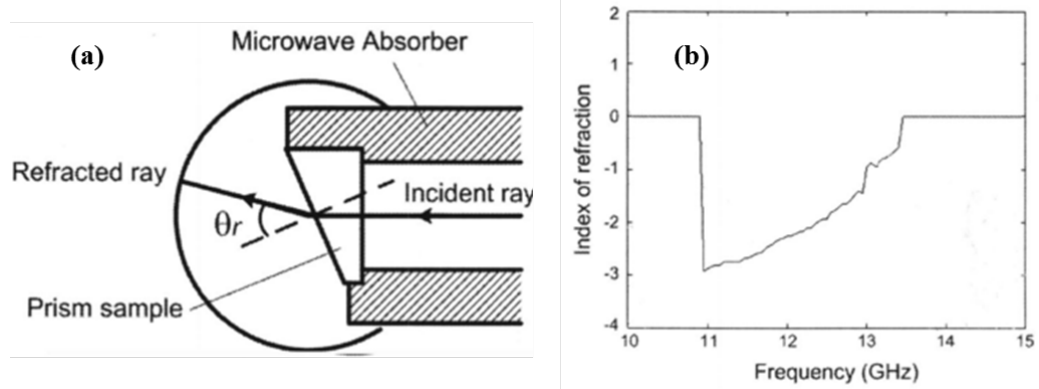 (a)
Microwave Absorber
Refracted ray
Incident ray
θr
Prism sample
(b)
Index of refraction
2
1
0
-1
-2
-3
-4
10 11 12 13 14 15
Frequency (GHz)